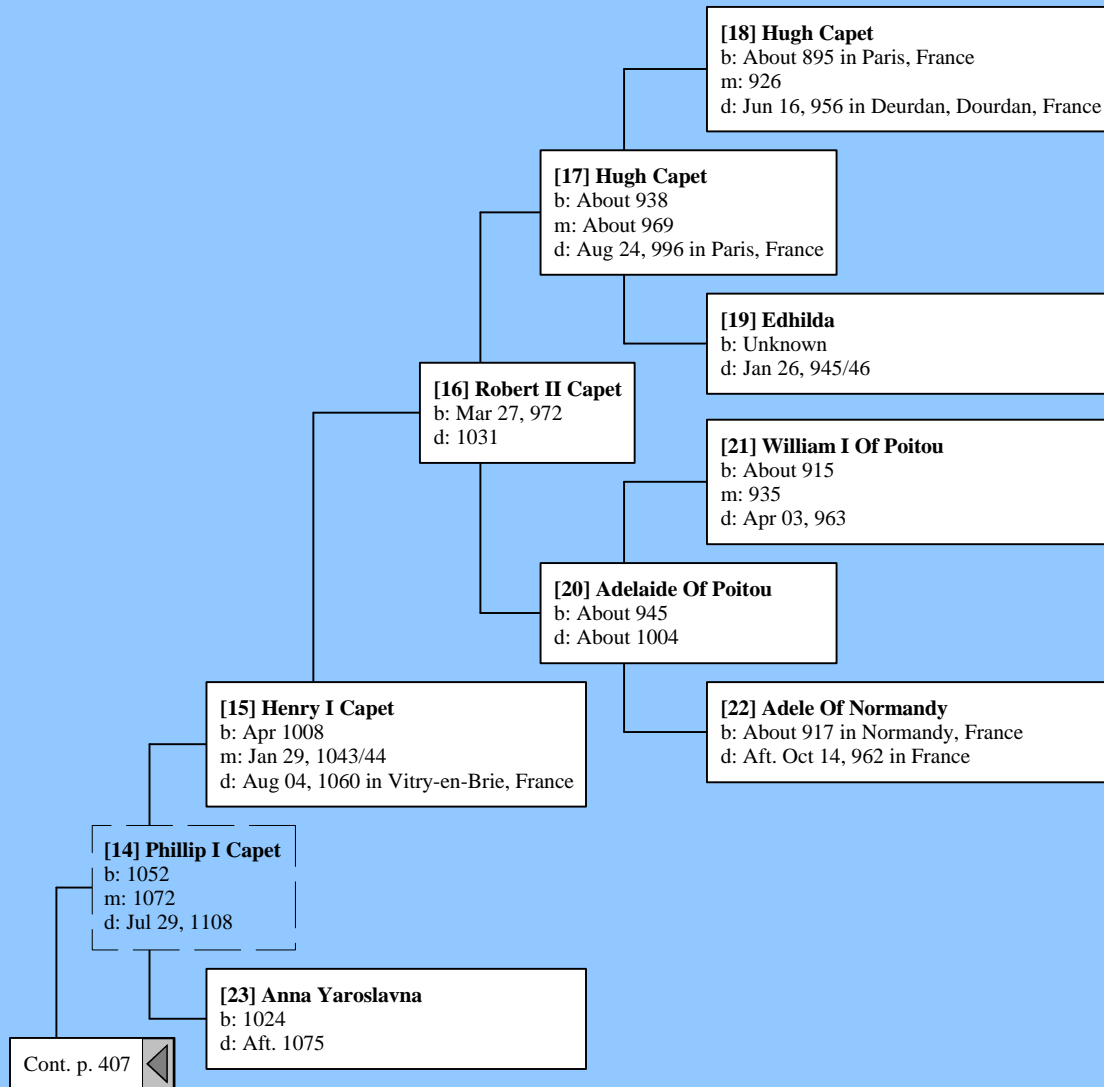 [18] Hugh Capet
b: About 895 in Paris, France
m: 926
d: Jun 16, 956 in Deurdan, Dourdan, France
[17] Hugh Capet
b: About 938
m: About 969
d: Aug 24, 996 in Paris, France
[19] Edhilda
b: Unknown
d: Jan 26, 945/46
[16] Robert II Capet
b: Mar 27, 972
d: 1031
[21] William I Of Poitou
b: About 915
m: 935
d: Apr 03, 963
[20] Adelaide Of Poitou
b: About 945
d: About 1004
[15] Henry I Capet
b: Apr 1008
m: Jan 29, 1043/44
d: Aug 04, 1060 in Vitry-en-Brie, France
[22] Adele Of Normandy
b: About 917 in Normandy, France
d: Aft. Oct 14, 962 in France
[14] Phillip I Capet
b: 1052
m: 1072
d: Jul 29, 1108
[23] Anna Yaroslavna
b: 1024
d: Aft. 1075
Cont. p. 407